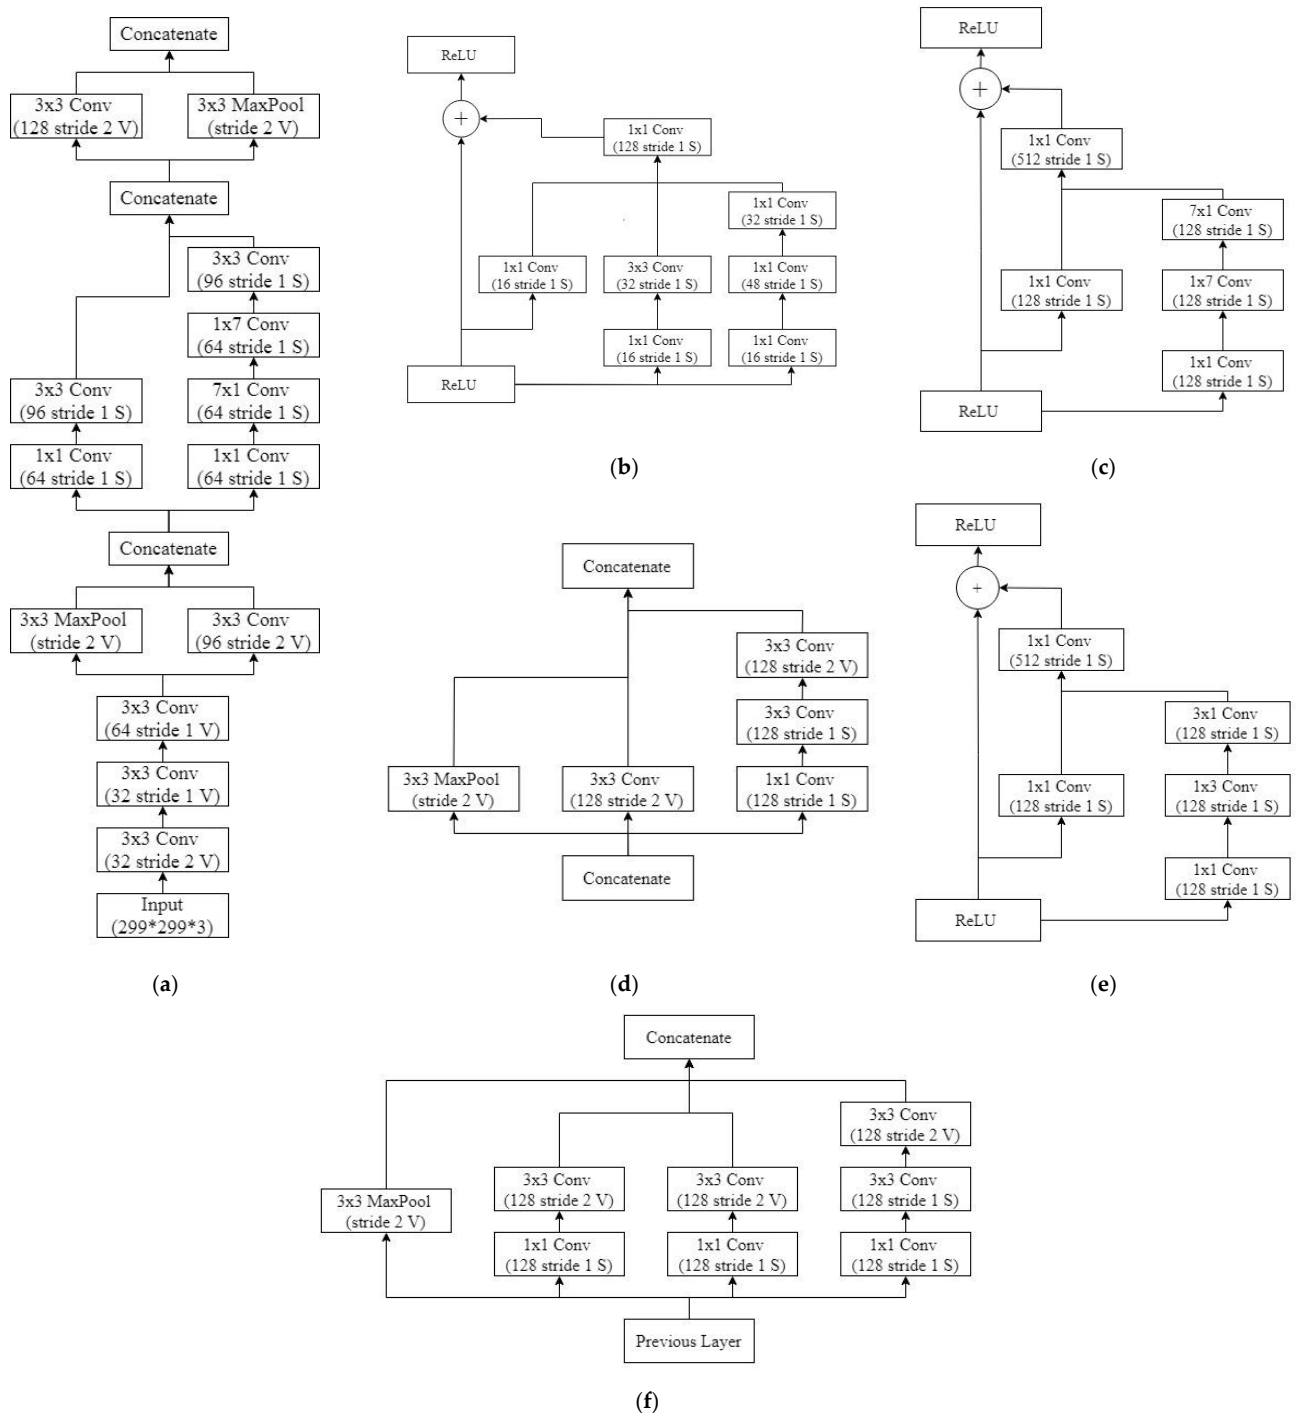 Concatenate
3x3 Conv
(128 stride 2 V)
3x3 MaxPool
(stride 2 V)
Concatenate
3x3 Conv
(96 stride 1 S)
1x7 Conv
(64 stride 1 S)
3x3 Conv
(96 stride 1 S)
7x1 Conv
(64 stride 1 S)
1x1 Conv
(64 stride 1 S)
1x1 Conv
(64 stride 1 S)
Concatenate
3x3 MaxPool
(stride 2 V)
3x3 Conv
(96 stride 2 V)
3x3 Conv
(64 stride 1 V)
3x3 Conv
(32 stride 1 V)
3x3 Conv
(32 stride 2 V)
Input
(299*299*3)
(a)
ReLU
+
1x1 Conv
(128 stride 1 S)
1x1 Conv
(32 stride 1 S)
1x1 Conv
(16 stride 1 S)
3x3 Conv
(32 stride 1 S)
1x1 Conv
(48 stride 1 S)
1x1 Conv
(16 stride 1 S)
1x1 Conv
(16 stride 1 S)
ReLU
(b)
ReLU
+
1x1 Conv
(512 stride 1 S)
7x1 Conv
(128 stride 1 S)
1x1 Conv
(128 stride 1 S)
1x7 Conv
(128 stride 1 S)
1x1 Conv
(128 stride 1 S)
ReLU
(c)
Concatenate
3x3 Conv
(128 stride 2 V)
3x3 Conv
(128 stride 1 S)
3x3 MaxPool
(stride 2 V)
3x3 Conv
(128 stride 2 V)
1x1 Conv
(128 stride 1 S)
Concatenate
(d)
ReLU
+
1x1 Conv
(512 stride 1 S)
3x1 Conv
(128 stride 1 S)
1x1 Conv
(128 stride 1 S)
1x3 Conv
(128 stride 1 S)
1x1 Conv
(128 stride 1 S)
ReLU
(e)
Concatenate
3x3 Conv
(128 stride 2 V)
3x3 MaxPool
(stride 2 V)
3x3 Conv
(128 stride 2 V)
3x3 Conv
(128 stride 2 V)
3x3 Conv
(128 stride 1 S)
1x1 Conv
(128 stride 1 S)
1x1 Conv
(128 stride 1 S)
1x1 Conv
(128 stride 1 S)
Previous Layer
(f)